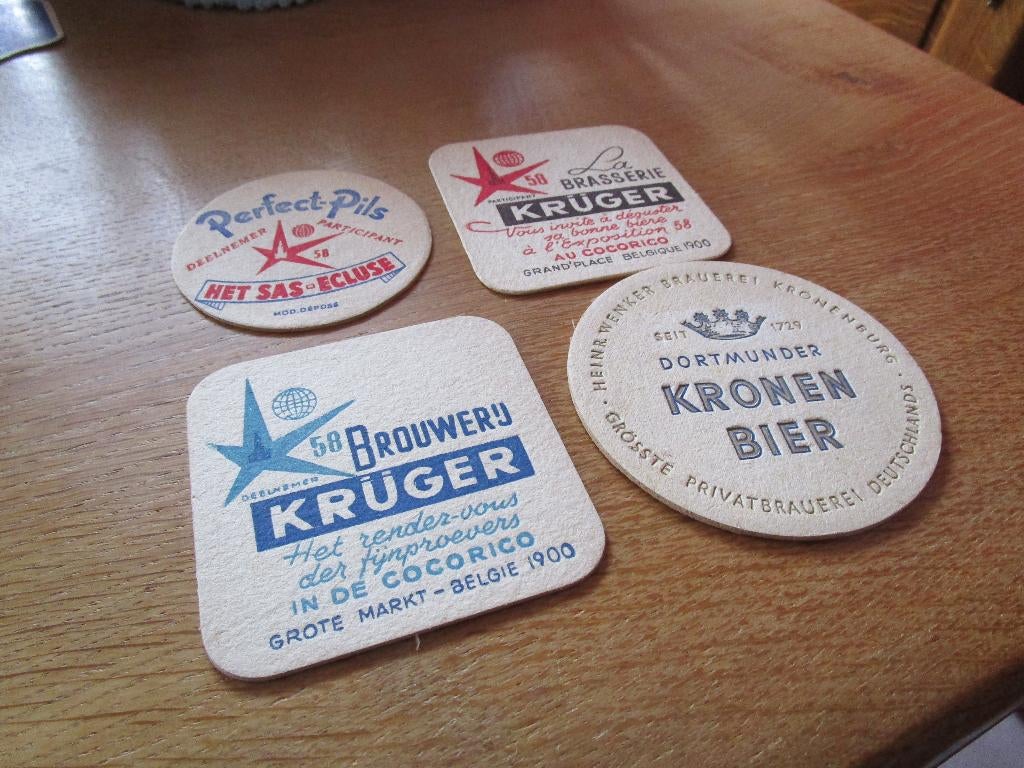 Perfect-Pils
DEELNEMER PARTICIPANT
58
HET SAS-ECLUSE
MOD.DÉPOSÉ
58
PARTICIPANT
La
BRASSERIE
KRÜGER
Vous invite à déguster
sa bonne bière
à l'Exposition 58
AU COCORICO
GRAND'PLACE BELGIQUE 1900
58 BROUWERIJ
DEELNEMER
KRÜGER
Het rendez-vous
der fijnproevers
IN DE COCORICO
GROTE MARKT - BELGIE 1900
HEINR. WENKER BRAUEREI KRONENBURG
SEIT 1729
DORTMUNDER
KRONEN
BIER
GRÖSSTE PRIVATBRAUEREI DEUTSCHLANDS